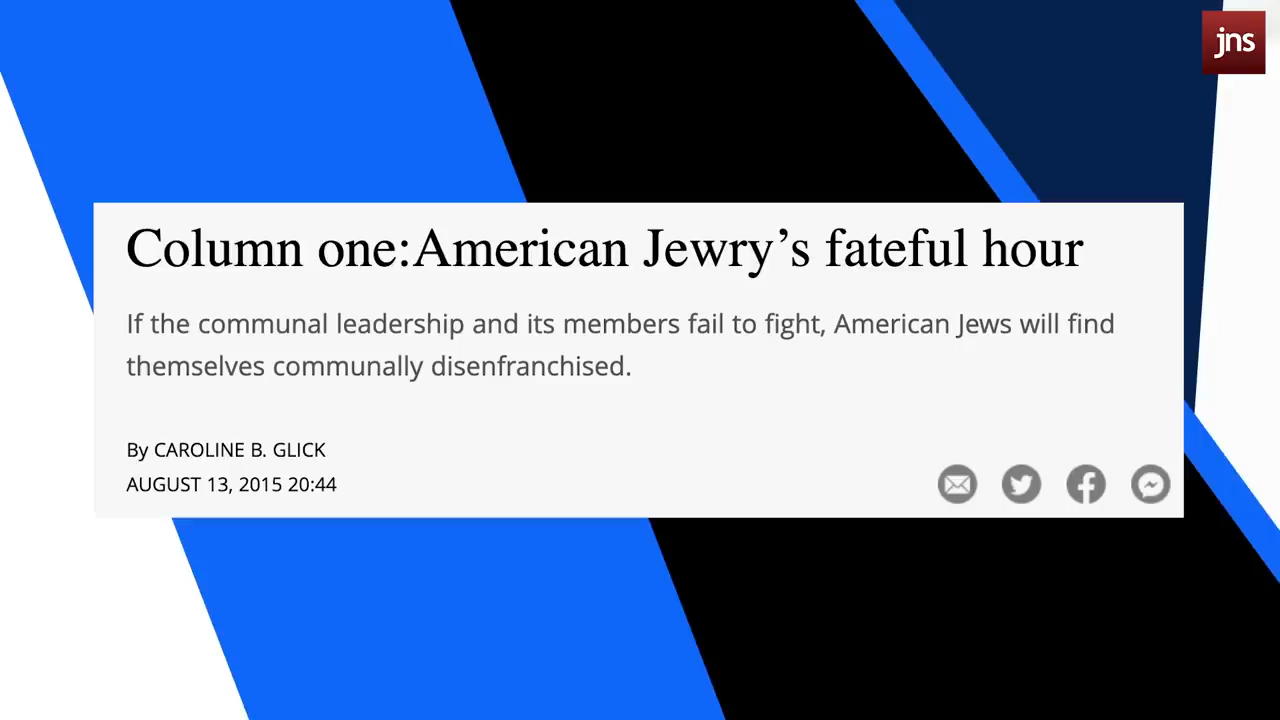 jns
Column one:American Jewry’s fateful hour
If the communal leadership and its members fail to fight, American Jews will find
themselves communally disenfranchised.
By CAROLINE B. GLICK
AUGUST 13, 2015 20:44